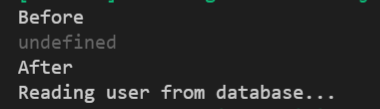 Before
undefined
After
Reading user from database...